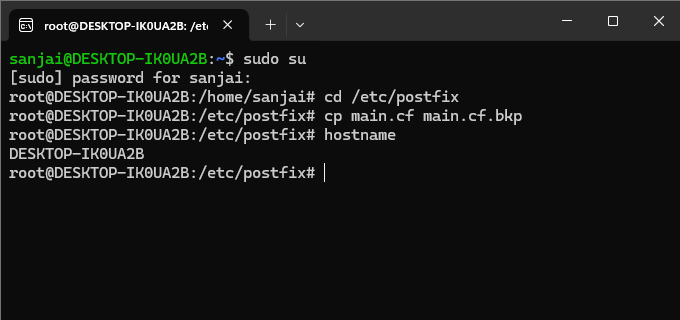 root@DESKTOP-IK0UA2B: /etc
sanjai@DESKTOP-IK0UA2B:~$ sudo su
[sudo] password for sanjai:
root@DESKTOP-IK0UA2B:/home/sanjai# cd /etc/postfix
root@DESKTOP-IK0UA2B:/etc/postfix# cp main.cf main.cf.bkp
root@DESKTOP-IK0UA2B:/etc/postfix# hostname
DESKTOP-IK0UA2B
root@DESKTOP-IK0UA2B:/etc/postfix#